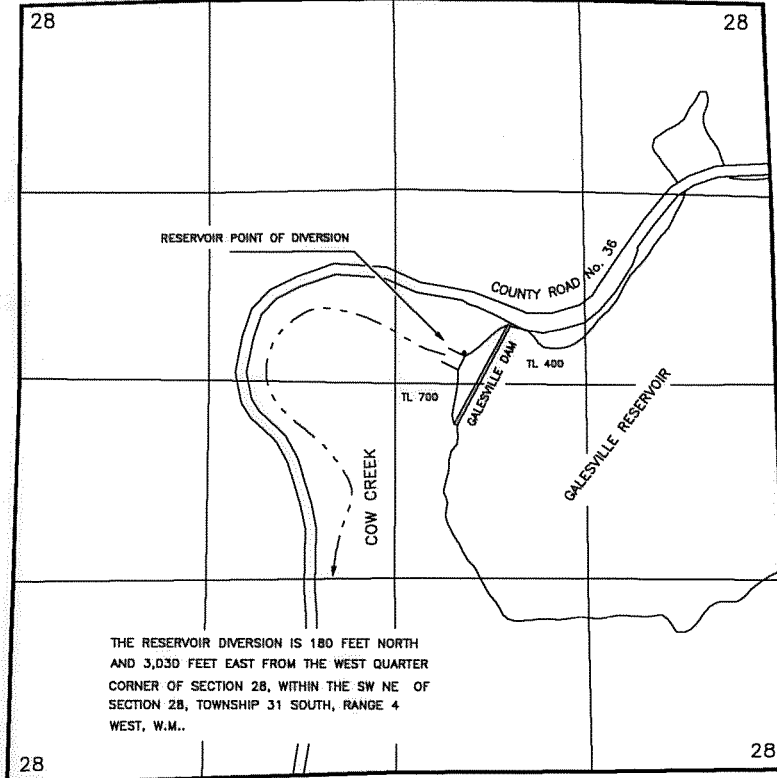 28
28
RESERVOIR POINT OF DIVERSION
COUNTY ROAD No. 36
TL 400
GALESVILLE DAM
TL 700
GALESVILLE RESERVOIR
COW CREEK
THE RESERVOIR DIVERSION IS 180 FEET NORTH
AND 3,030 FEET EAST FROM THE WEST QUARTER
CORNER OF SECTION 28, WITHIN THE SW NE OF
SECTION 28, TOWNSHIP 31 SOUTH, RANGE 4
WEST, W.M..
28
28